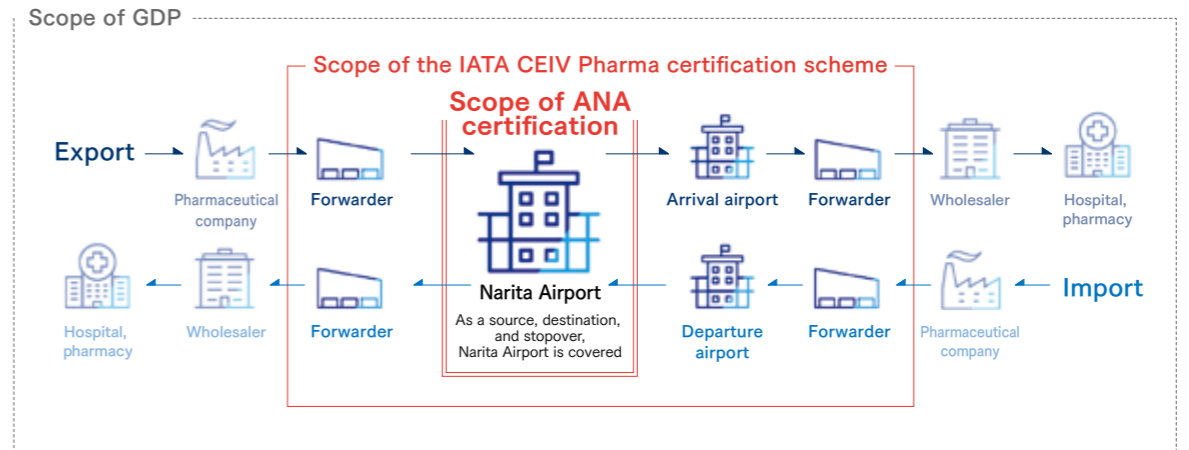 Scope of GDP
Scope of the IATA CEIV Pharma certification scheme
Scope of ANA
certification
Export
Pharmaceutical
company
Forwarder
Arrival airport
Forwarder
Wholesaler
Hospital,
pharmacy
Narita Airport
As a source, destination,
and stopover,
Narita Airport is covered
Hospital,
pharmacy
Wholesaler
Forwarder
Departure
airport
Forwarder
Pharmaceutical
company
Import